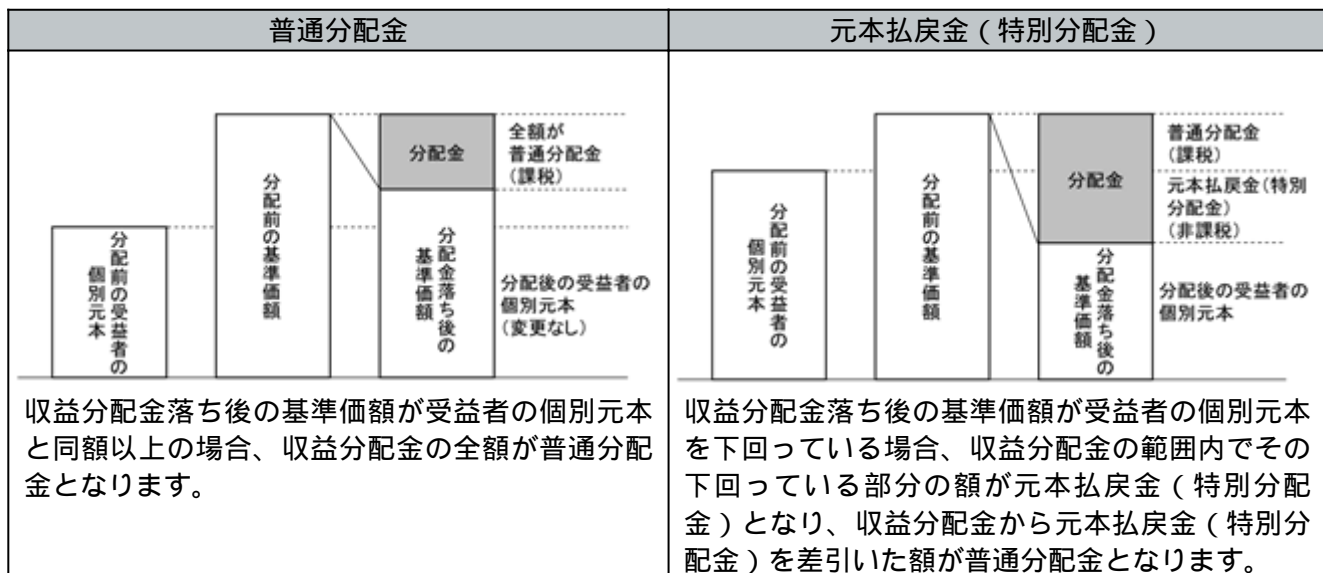 普通分配金
分配前の受益者の
個別元本
分配前の基準価額
分配金
分配金落ち後の
基準価額
全額が
普通分配金
(課税)
分配後の受益者の
個別元本
(変更なし)
収益分配金落ち後の基準価額が受益者の個別元本
と同額以上の場合、収益分配金の全額が普通分配
金となります。
元本払戻金(特別分配金)
分配前の受益者の
個別元本
分配前の基準価額
分配金
分配金落ち後の
基準価額
普通分配金
(課税)
元本払戻金(特別
分配金)
(非課税)
分配後の受益者の
個別元本
収益分配金落ち後の基準価額が受益者の個別元本
を下回っている場合、収益分配金の範囲内でその
下回っている部分の額が元本払戻金(特別分配
金)となり、収益分配金から元本払戻金(特別分
配金)を差引いた額が普通分配金となります。